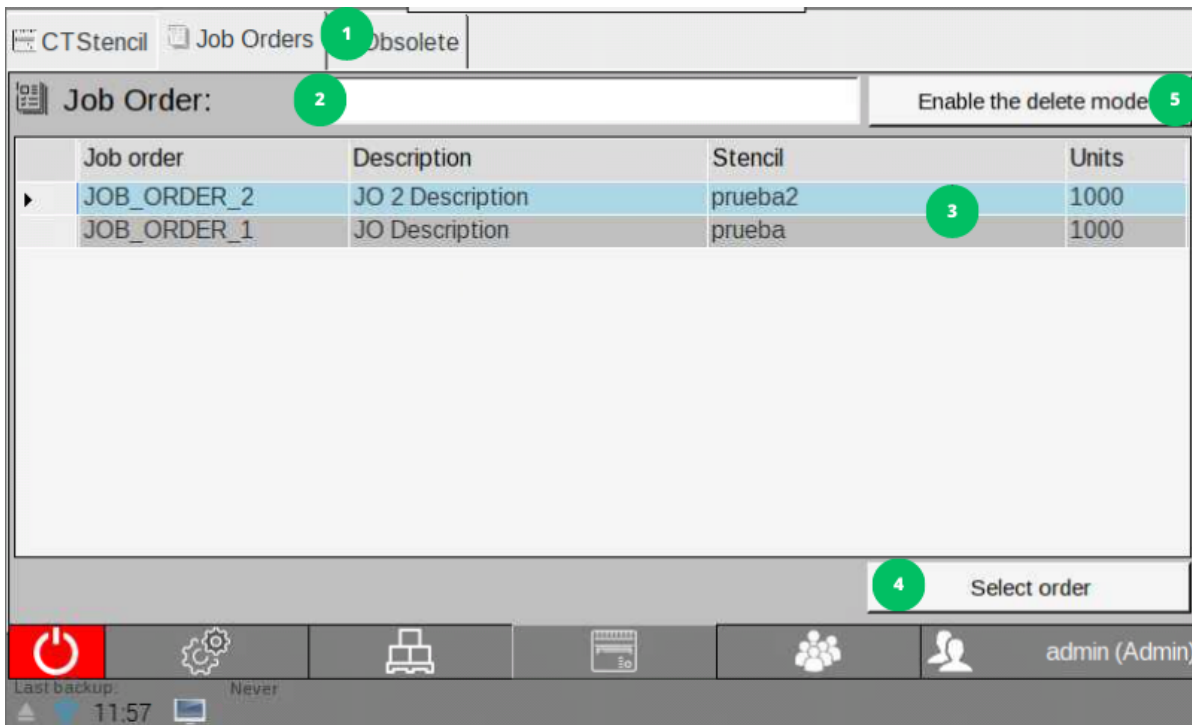 CTStencil Job Orders 1 Obsolete
Job Order: 2 Enable the delete mode 5
Job order Description Stencil Units
JOB_ORDER_2 JO 2 Description prueba2 1000
3
JOB_ORDER_1 JO Description prueba 1000
4 Select order
admin (Admin)
Last backup: Never
11:57